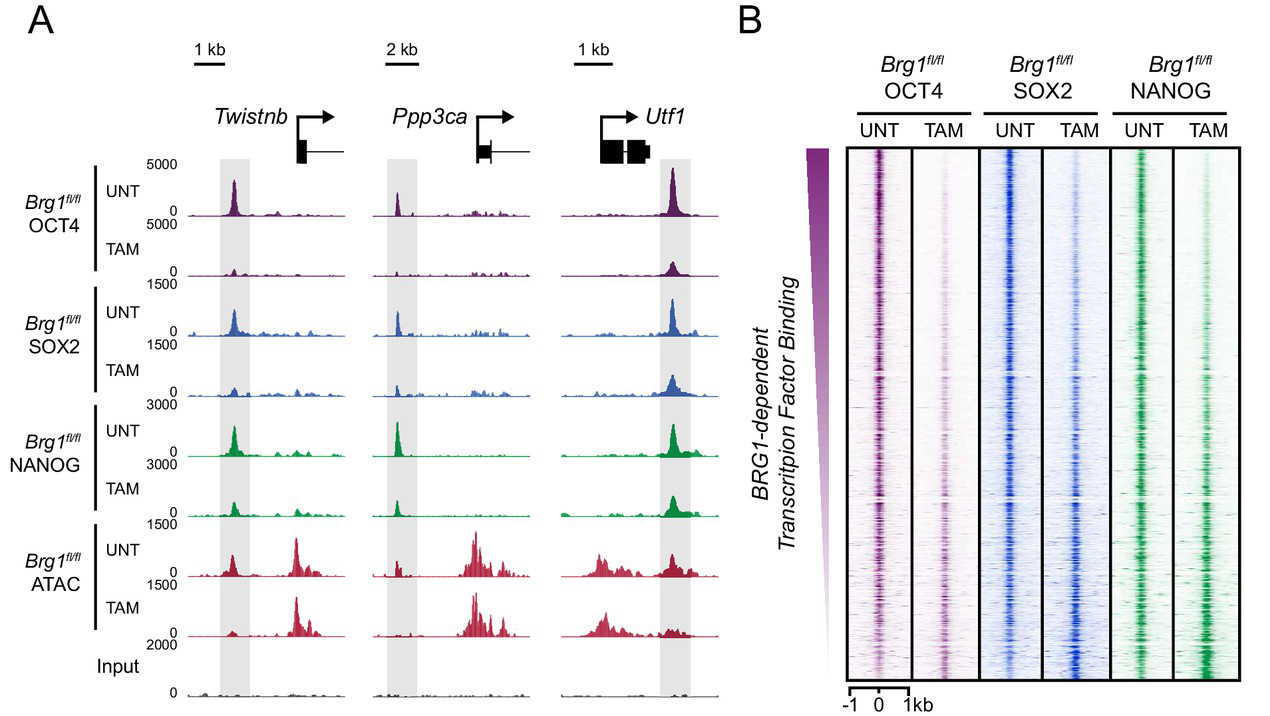 A
1 kb
2 kb
1 kb
Twistnb
Ppp3ca
Utf1
Brg1fl/fl
OCT4
UNT
5000
0
TAM
5000
0
Brg1fl/fl
SOX2
UNT
1500
0
TAM
1500
0
Brg1fl/fl
NANOG
UNT
3000
0
TAM
3000
0
Brg1fl/fl
ATAC
UNT
1500
0
TAM
1500
0
Input
2000
0
B
Brg1fl/fl
OCT4
Brg1fl/fl
SOX2
Brg1fl/fl
NANOG
UNT TAM UNT TAM UNT TAM
BRG1-dependent
Transcritpion Factor Binding
-1 0 1kb